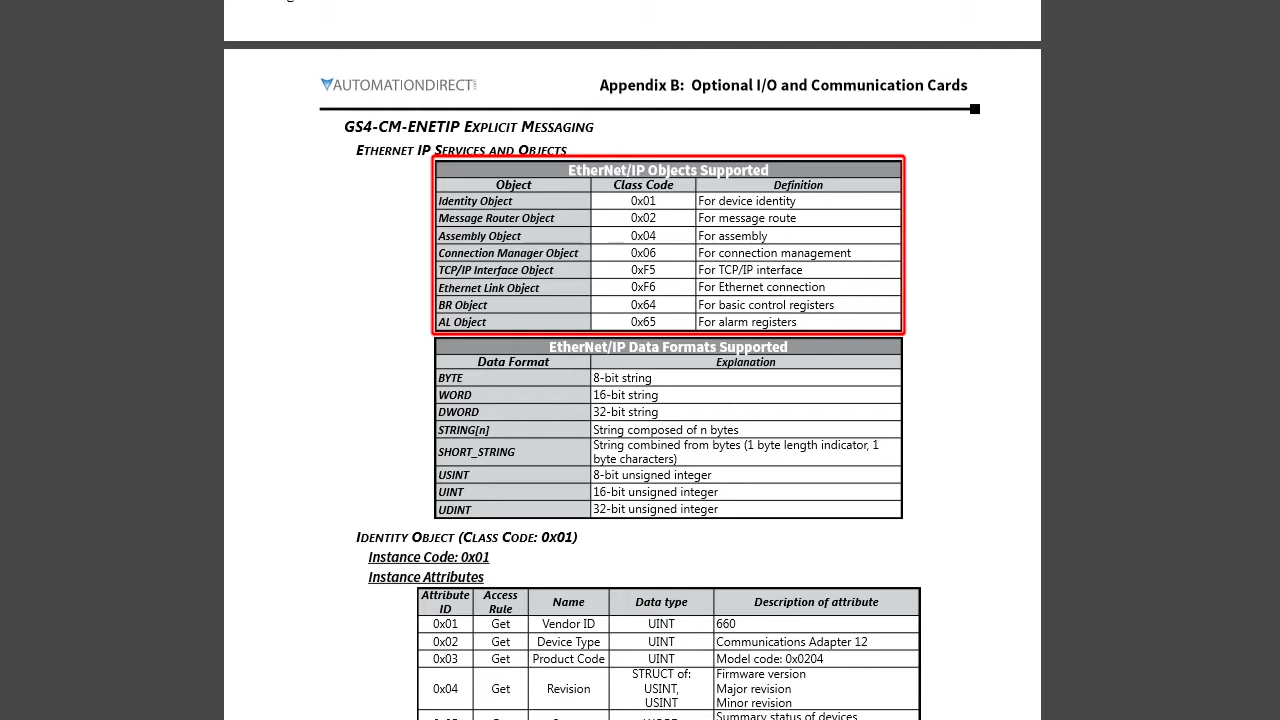 AUTOMATIONDIRECT
Appendix B: Optional I/O and Communication Cards
GS4-CM-ENETIP EXPLICIT MESSAGING
ETHERNET IP SERVICES AND OBJECTS
EtherNet/IP Objects Supported
Object Class Code Definition
Identity Object 0x01 For device identity
Message Router Object 0x02 For message route
Assembly Object 0x04 For assembly
Connection Manager Object 0x06 For connection management
TCP/IP Interface Object 0xF5 For TCP/IP interface
Ethernet Link Object 0xF6 For Ethernet connection
BR Object 0x64 For basic control registers
AL Object 0x65 For alarm registers
EtherNet/IP Data Formats Supported
Data Format Explanation
BYTE 8-bit string
WORD 16-bit string
DWORD 32-bit string
STRING[n] String composed of n bytes
SHORT_STRING String combined from bytes (1 byte length indicator, 1
byte characters)
USINT 8-bit unsigned integer
UINT 16-bit unsigned integer
UDINT 32-bit unsigned integer
IDENTITY OBJECT (CLASS CODE: 0X01)
Instance Code: 0x01
Instance Attributes
Attribute ID Access Rule Name Data type Description of attribute
0x01 Get Vendor ID UINT 660
0x02 Get Device Type UINT Communications Adapter 12
0x03 Get Product Code UINT Model code: 0x0204
STRUCT of: Firmware version
0x04 Get Revision USINT, Major revision
USINT Minor revision
Summary status of devices